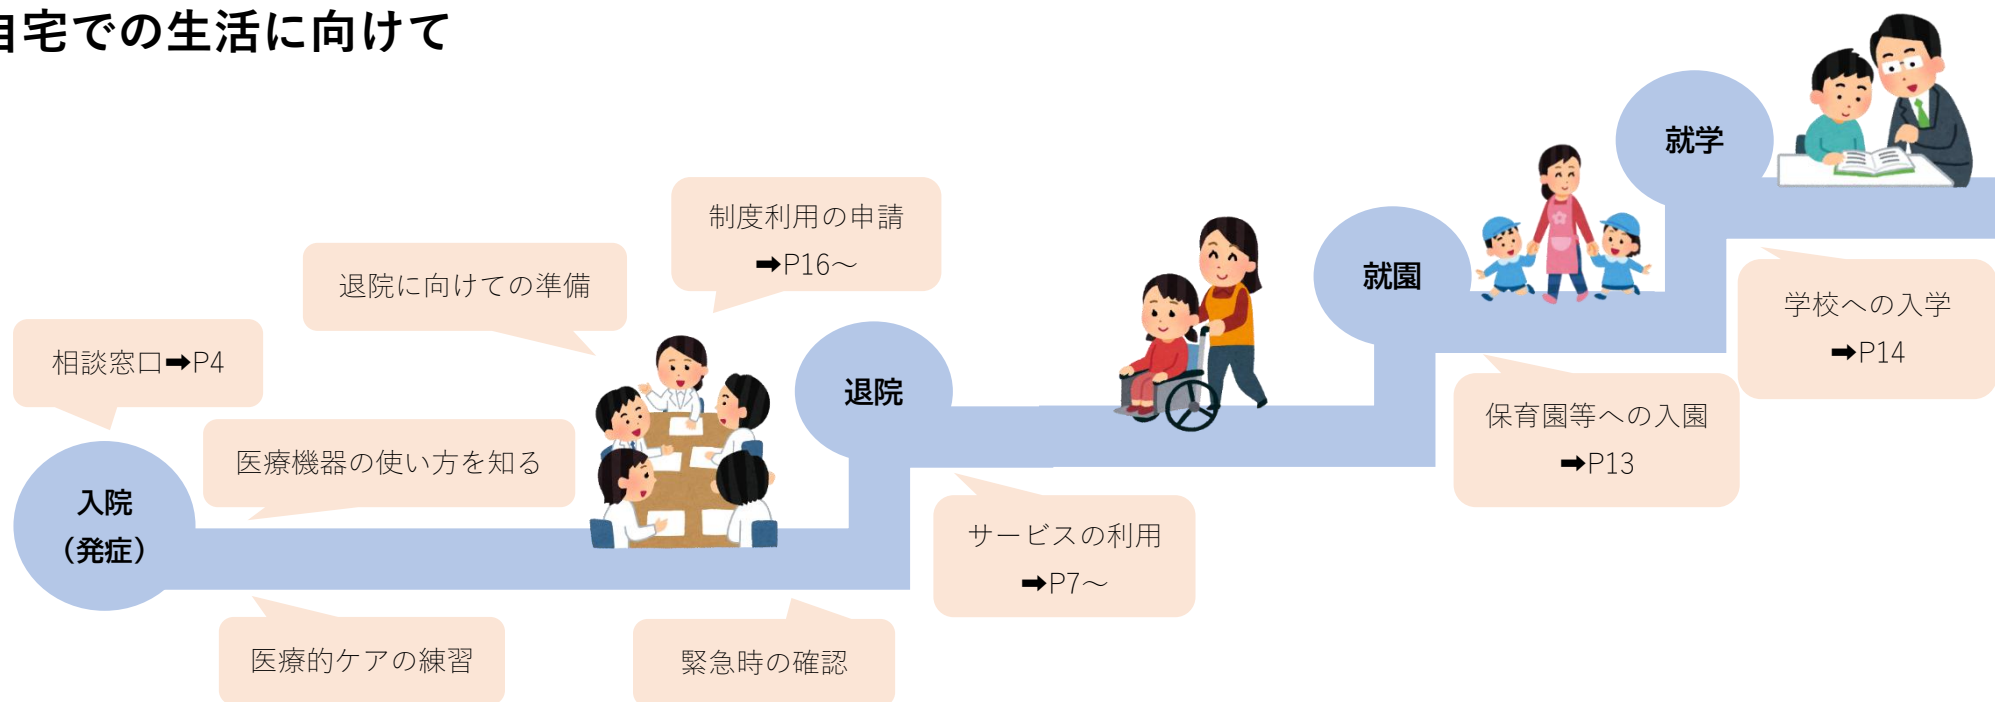 自宅での生活に向けて
就学
制度利用の申請
➡P16～
退院に向けての準備
就園
学校への入学
➡P14
相談窓口➡P4
退院
保育園等への入園
➡P13
医療機器の使い方を知る
入院
（発症）
サービスの利用
➡P7～
医療的ケアの練習
緊急時の確認